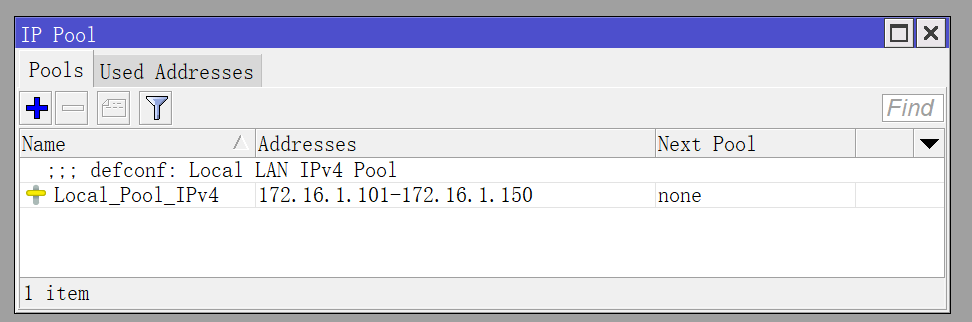 IP Pool
Pools Used Addresses
Find
Name Addresses Next Pool
;;; defconf: Local LAN IPv4 Pool
Local_Pool_IPv4 172.16.1.101-172.16.1.150 none
1 item